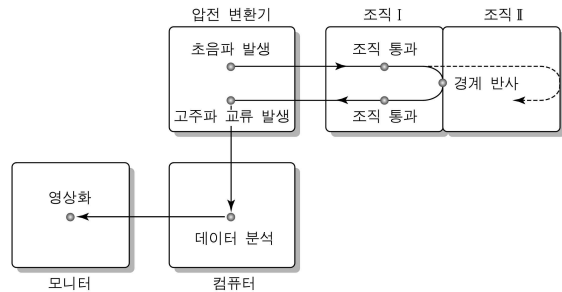 압전 변환기
조직 Ⅰ
조직 Ⅱ
초음파 발생
조직 통과
경계 반사
고주파 교류 발생
조직 통과
영상화
데이터 분석
모니터
컴퓨터